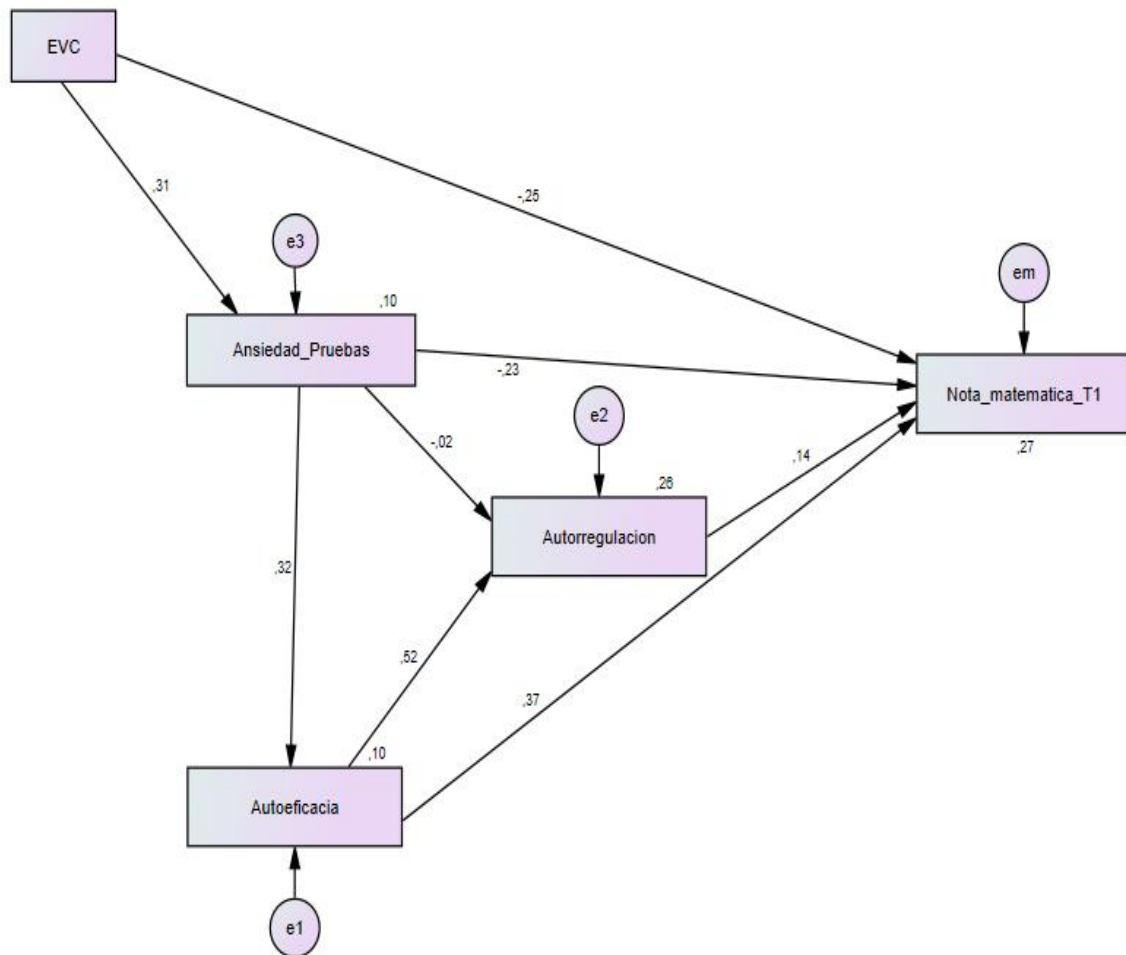 EVC
,31
-,25
e3
em
,10
Ansiedad_Pruebas
-,23
Nota_matematica_T1
e2
-,02
,14
,27
,26
Autorregulacion
,32
,52
,37
,10
Autoeficacia
e1